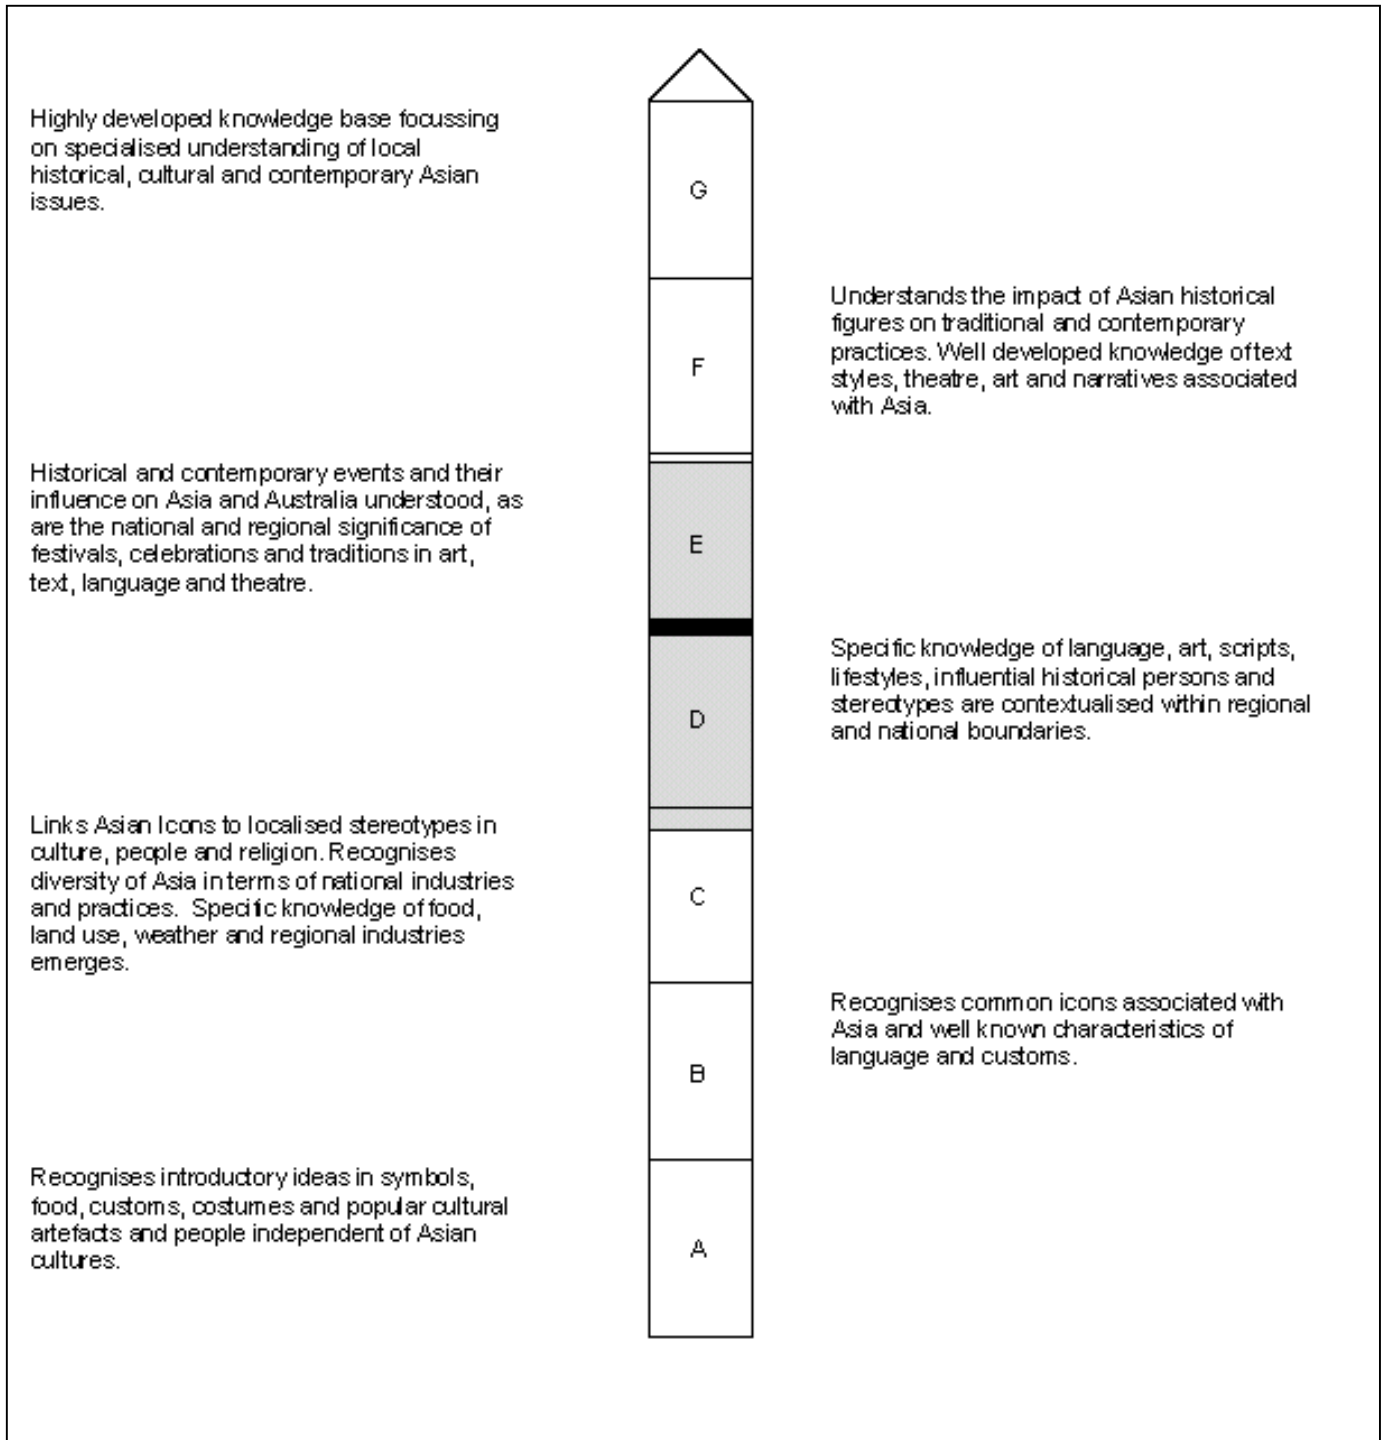 Highly developed knowledge base focussing
on specialised understanding of local
historical, cultural and contemporary Asian
issues.
G
Understands the impact of Asian historical
figures on traditional and contemporary
practices. Well developed knowledge of text
styles, theatre, art and narratives associated
with Asia.
F
Historical and contemporary events and their
influence on Asia and Australia understood, as
are the national and regional significance of
festivals, celebrations and traditions in art,
text, language and theatre.
E
Specific knowledge of language, art, scripts,
lifestyles, influential historical persons and
stereotypes are contextualised within regional
and national boundaries.
D
Links Asian Icons to localised stereotypes in
culture, people and religion. Recognises
diversity of Asia in terms of national industries
and practices. Specific knowledge of food,
land use, weather and regional industries
emerges.
C
Recognises common icons associated with
Asia and well known characteristics of
language and customs.
B
Recognises introductory ideas in symbols,
food, customs, costumes and popular cultural
artefacts and people independent of Asian
cultures.
A